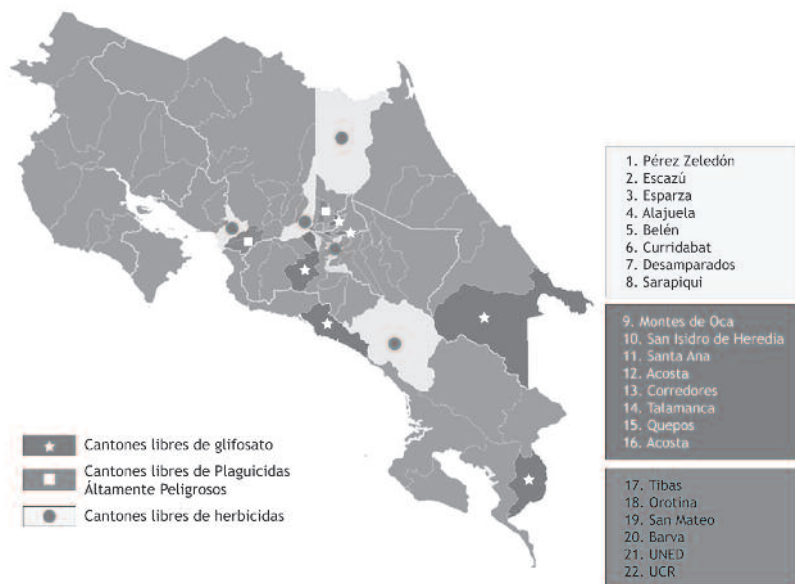 1. Pérez Zeledón
2. Escazú
3. Esparza
4. Alajuela
5. Belén
6. Curridabat
7. Desamparados
8. Sarapiqui
9. Montes de Oca
10. San Isidro de Heredia
11. Santa Ana
12. Acosta
13. Corredores
14. Talamanca
15. Quepos
16. Acosta
17. Tibas
18. Orotina
19. San Mateo
20. Barva
21. UNED
22. UCR
Cantones libres de glifosato
Cantones libres de Plaguicidas
Áltamente Peligrosos
Cantones libres de herbicidas